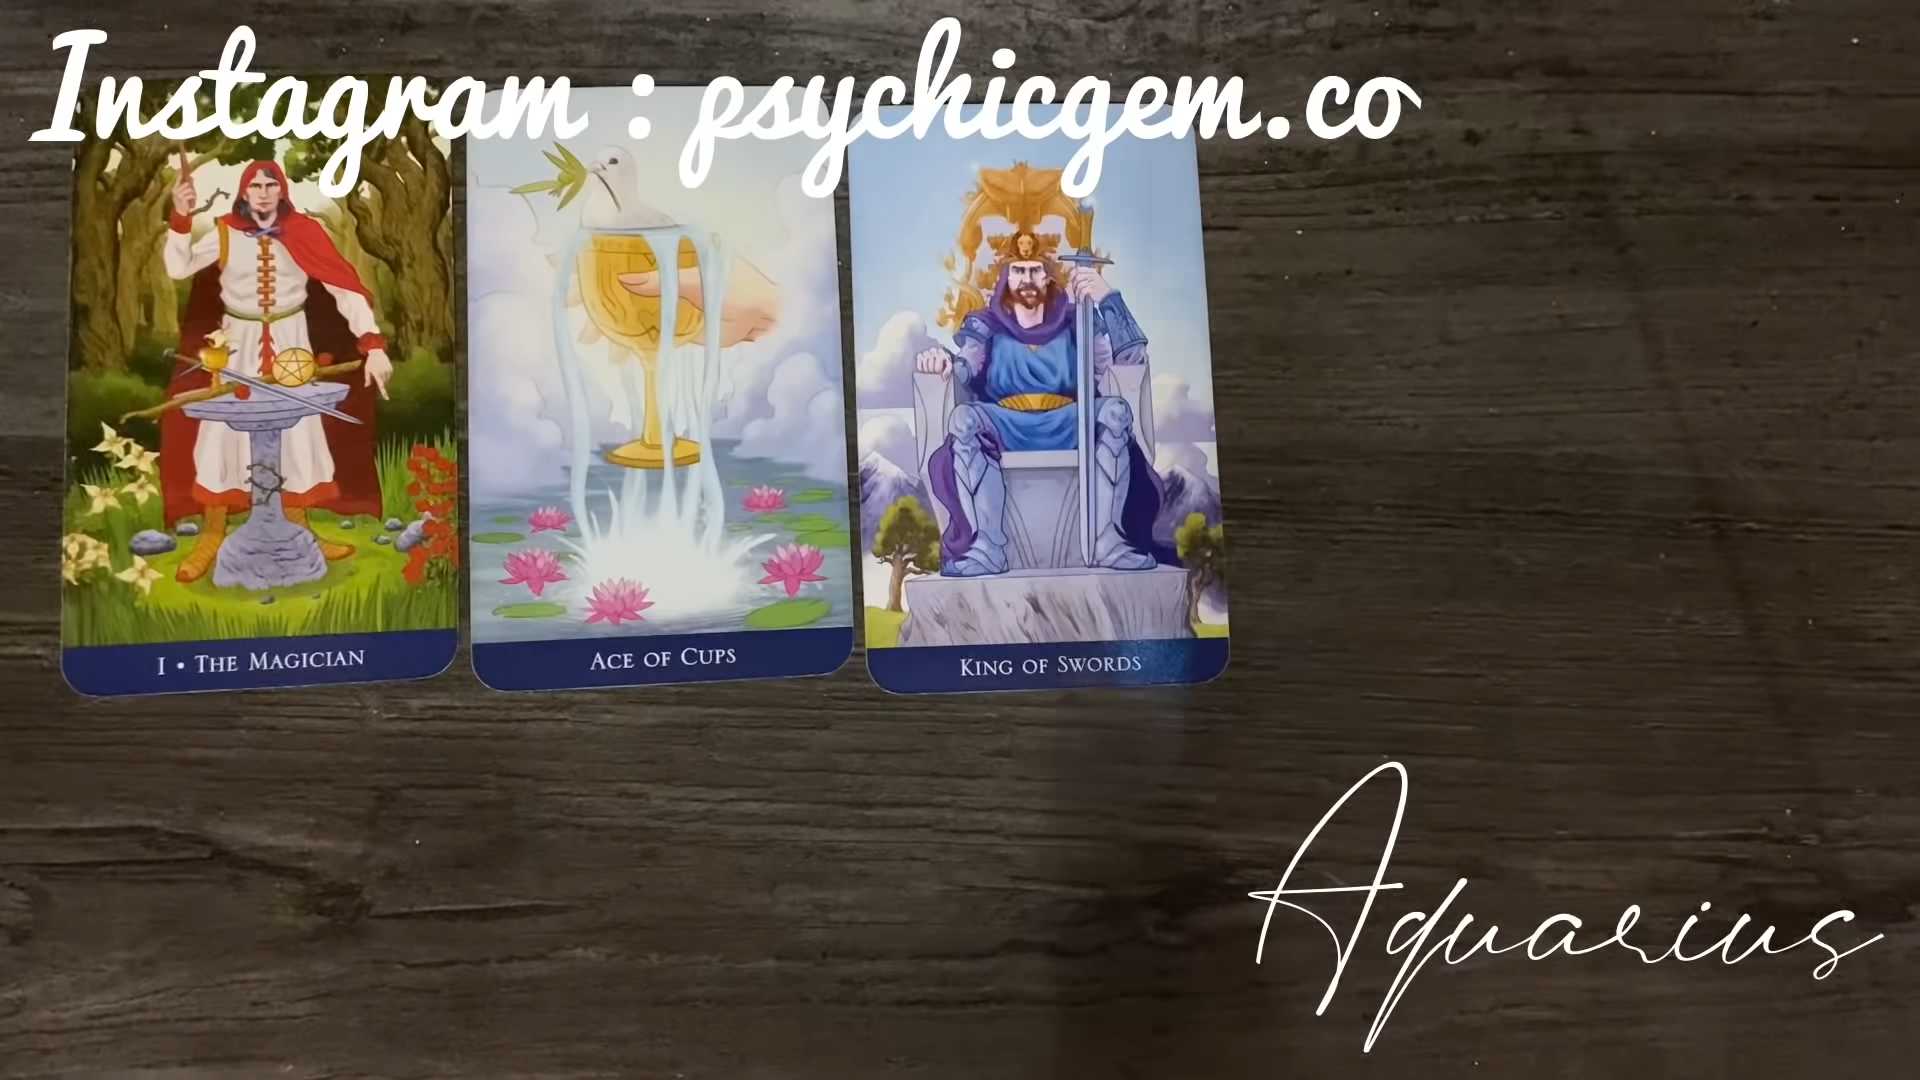 Instagram : psychicgem.co
I • THE MAGICIAN
ACE OF CUPS
KING OF SWORDS
Aquarius